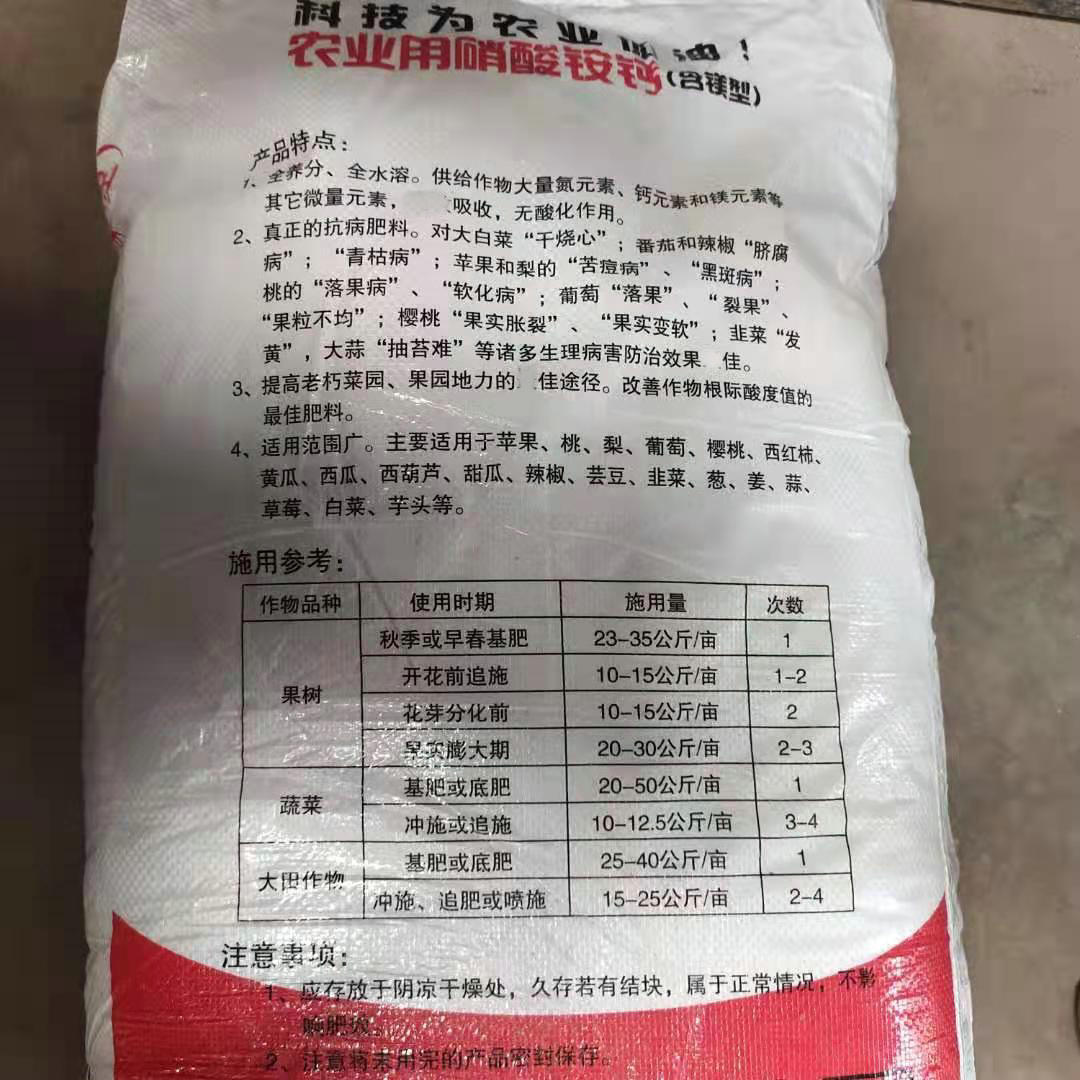 科技为农业加油！
农业用硝酸铵钙(含镁型)
产品特点：
1、全养分、全水溶。供给作物大量氮元素、钙元素和镁元素等
其它微量元素， 吸收，无酸化作用。
2、真正的抗病肥料。对大白菜“干烧心”；番茄和辣椒“脐腐
病”；“青枯病”；苹果和梨的“苦痘病”、“黑斑病”；
桃的“落果病”、“软化病”；葡萄“落果”、“裂果”、
“果粒不均”；樱桃“果实胀裂”、“果实变软”；韭菜“发
黄”，大蒜“抽苔难”等诸多生理病害防治效果 佳。
3、提高老朽菜园、果园地力的 佳途径。改善作物根际酸度值的
最佳肥料。
4、适用范围广。主要适用于苹果、桃、梨、葡萄、樱桃、西红柿、
黄瓜、西瓜、西葫芦、甜瓜、辣椒、芸豆、韭菜、葱、姜、蒜、
草莓、白菜、芋头等。
施用参考：
作物品种 使用时期 施用量 次数
果树 秋季或早春基肥 23-35公斤/亩 1
开花前追施 10-15公斤/亩 1-2
花芽分化前 10-15公斤/亩 2
果实膨大期 20-30公斤/亩 2-3
蔬菜 基肥或底肥 20-50公斤/亩 1
冲施或追施 10-12.5公斤/亩 3-4
大田作物 基肥或底肥 25-40公斤/亩 1
冲施、追肥或喷施 15-25公斤/亩 2-4
注意事项：
1、应存放于阴凉干燥处，久存若有结块，属于正常情况，不影
响肥效。
2、注意将未用完的产品密封保存。